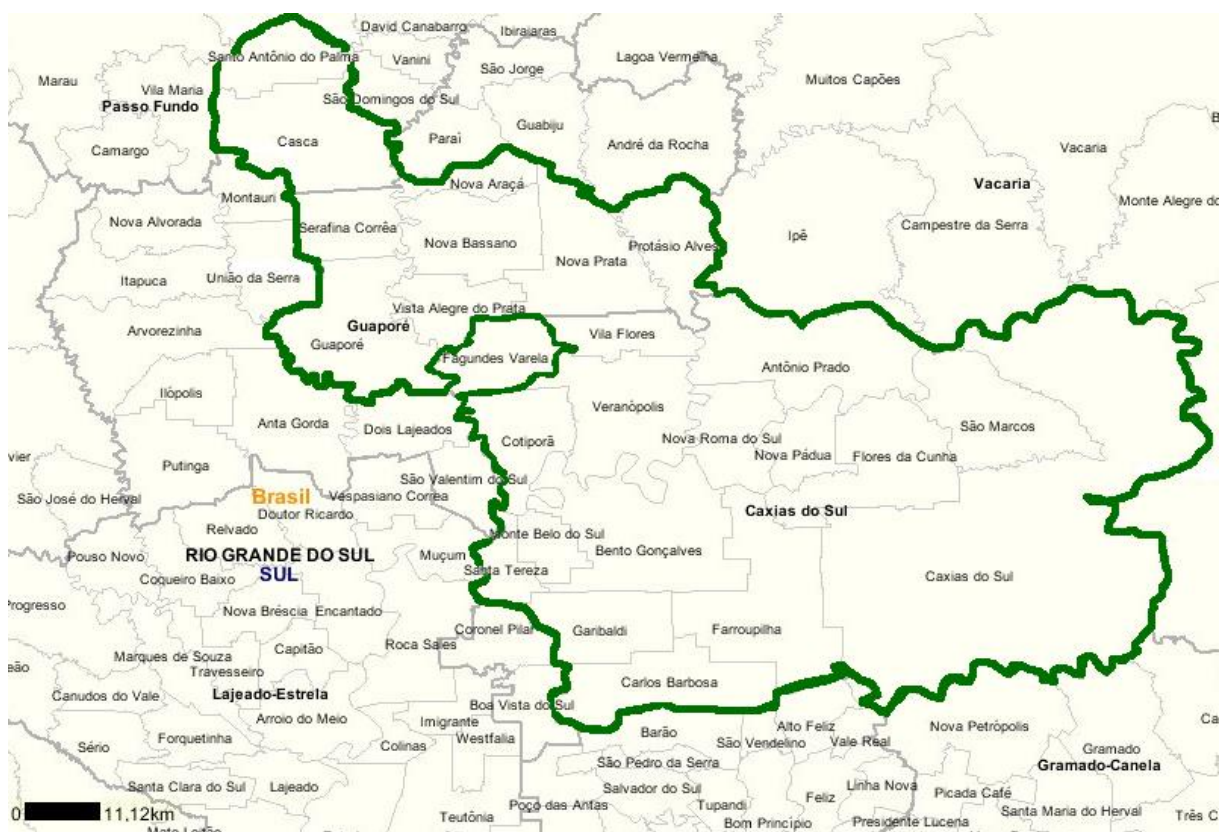 David Canabarro
Ibiraiaras
Santo Antônio do Palma
Vanini
Lagoa Vermelha
São Jorge
Marau
Muitos Capões
Vila Maria
São Domingos do Sul
Passo Fundo
Guabiju
Casca
Paraí
André da Rocha
Camargo
Vacaria
Nova Araçá
Vacaria
Montauri
Monte Alegre do
Nova Alvorada
Serafina Corrêa
Campestre da Serra
Nova Bassano
Protásio Alves
Ipê
Nova Prata
Itapuca
União da Serra
Vista Alegre do Prata
Guaporé
Arvorezinha
Vila Flores
Guaporé
Fagundes Varela
Antônio Prado
Ilópolis
Veranópolis
Anta Gorda
Dois Lajeados
São Marcos
Cotiporã
Nova Roma do Sul
Nova Pádua
Flores da Cunha
vier
Putinga
São Valentim do Sul
São José do Herval
Brasil
Vespasiano Correa
Doutor Ricardo
Caxias do Sul
Relvado
Monte Belo do Sul
RIO GRANDE DO SUL
Pouso Novo
Muçum
Bento Gonçalves
SUL
Santa Tereza
Coqueiro Baixo
Caxias do Sul
Progresso
Nova Bréscia
Encantado
Coronel Pilar
Garibaldi
Farroupilha
Roca Sales
Capitão
Marques de Souza
Travesseiro
Carlos Barbosa
Canudos do Vale
Lajeado-Estrela
Boa Vista do Sul
Arroio do Meio
Imigrante
Alto Feliz
Nova Petrópolis
Barão
Forquetinha
Westfalia
São Vendelino
Vale Real
Sério
Colinas
Gramado
São Pedro da Serra
Gramado-Canela
Santa Clara do Sul
Lajeado
Salvador do Sul
Linha Nova
Feliz
Picada Café
Poço das Antas
Tupandi
Santa Maria do Herval
0
11,12km
Teutônia
Bom Princípio
Presidente Lucena
Três C
Mato Leitão